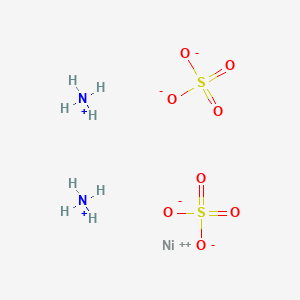 O - O
H H S
H N H - O O
+
H H O
H N H - O S O
+
Ni ++ O -